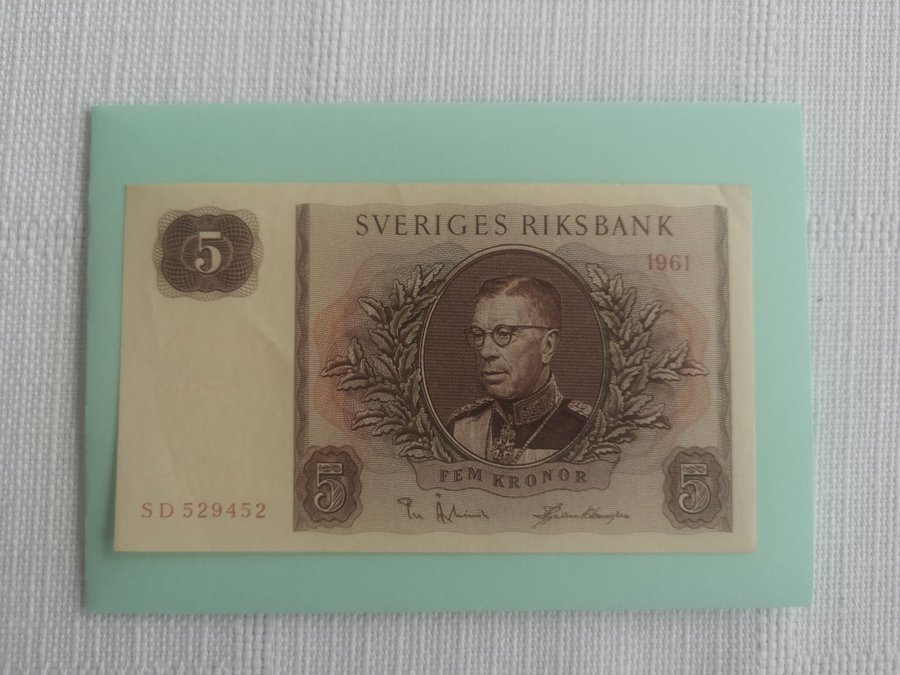 5
SVERIGES RIKSBANK
1961
FEM KRONOR
5
5
SD 529452